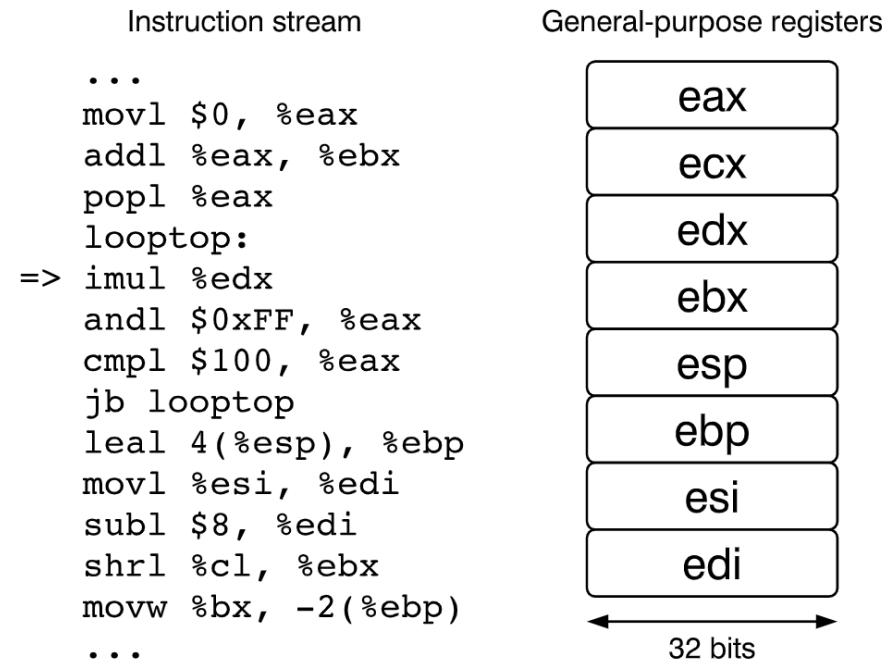 Instruction stream
...
movl $0, %eax
addl %eax, %ebx
popl %eax
looptop:
=> imul %edx
andl $0xFF, %eax
cmpl $100, %eax
jb looptop
leal 4(%esp), %ebp
movl %esi, %edi
subl $8, %edi
shrl %cl, %ebx
movw %bx, -2(%ebp)
...
General-purpose registers
eax
ecx
edx
ebx
esp
ebp
esi
edi
32 bits